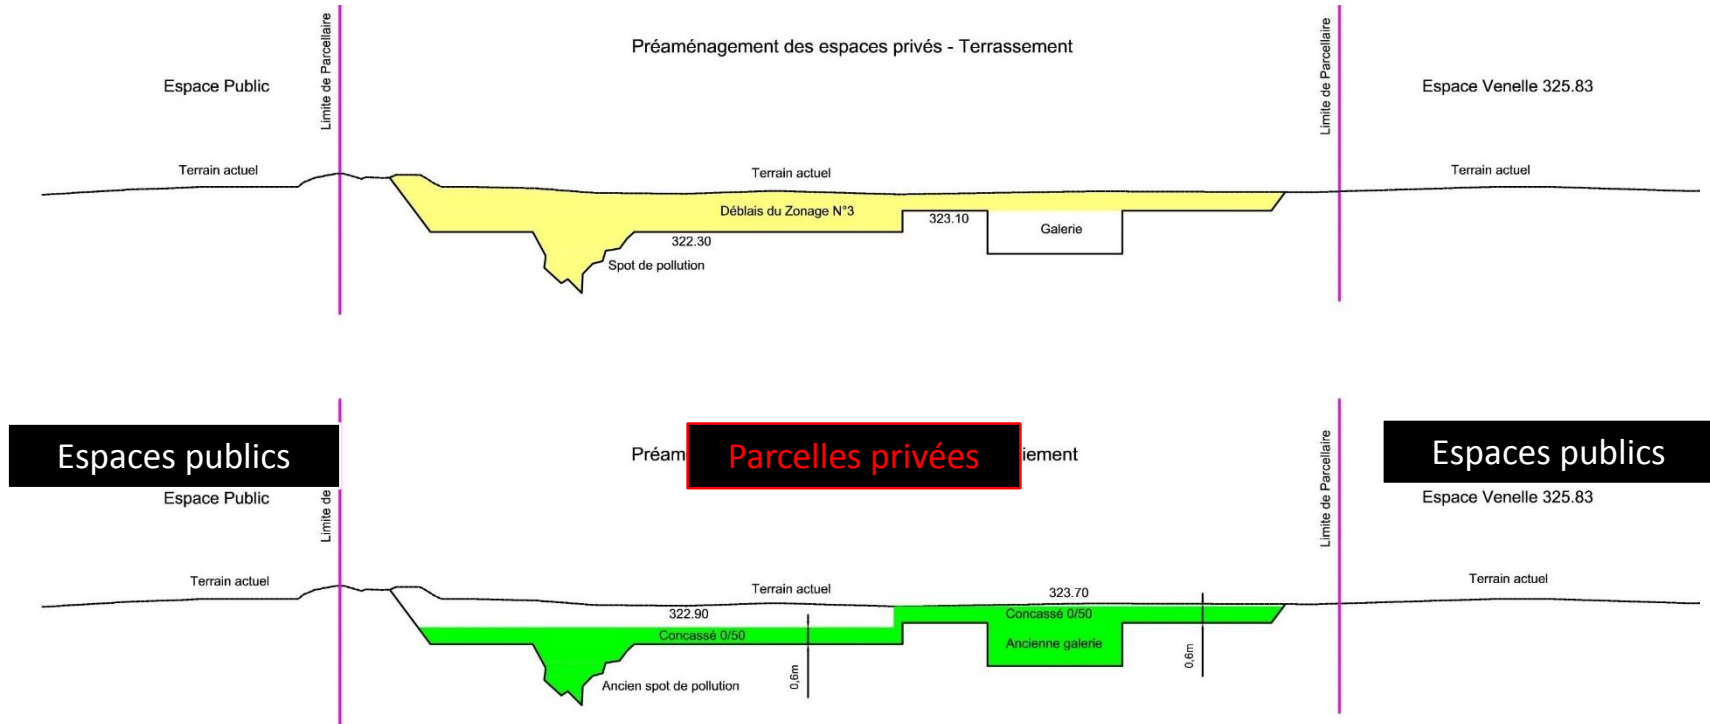 Préaménagement des espaces privés - Terrassement
Espace Public
Limite de Parcellaire
Limite de Parcellaire
Espace Venelle 325.83
Terrain actuel
Terrain actuel
Terrain actuel
Déblais du Zonage N°3
323.10
Galerie
322.30
Spot de pollution
Espaces publics
Préam
Parcelles privées
iement
Espaces publics
Espace Public
Limite de
Limite de Parcellaire
Espace Venelle 325.83
Terrain actuel
Terrain actuel
323.70
Terrain actuel
322.90
Concassé 0/50
Concassé 0/50
Ancienne galerie
0,6m
0,6m
Ancien spot de pollution